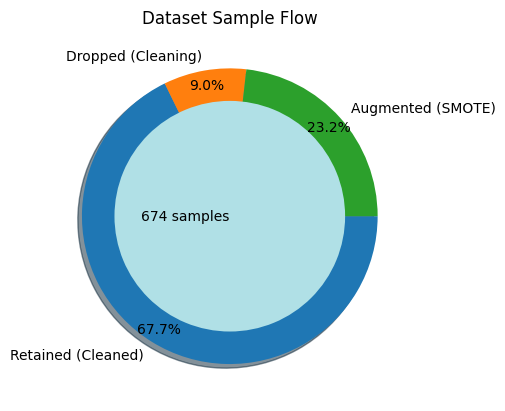 Dataset Sample Flow
Dropped (Cleaning)
9.0%
Augmented (SMOTE)
23.2%
674 samples
67.7%
Retained (Cleaned)